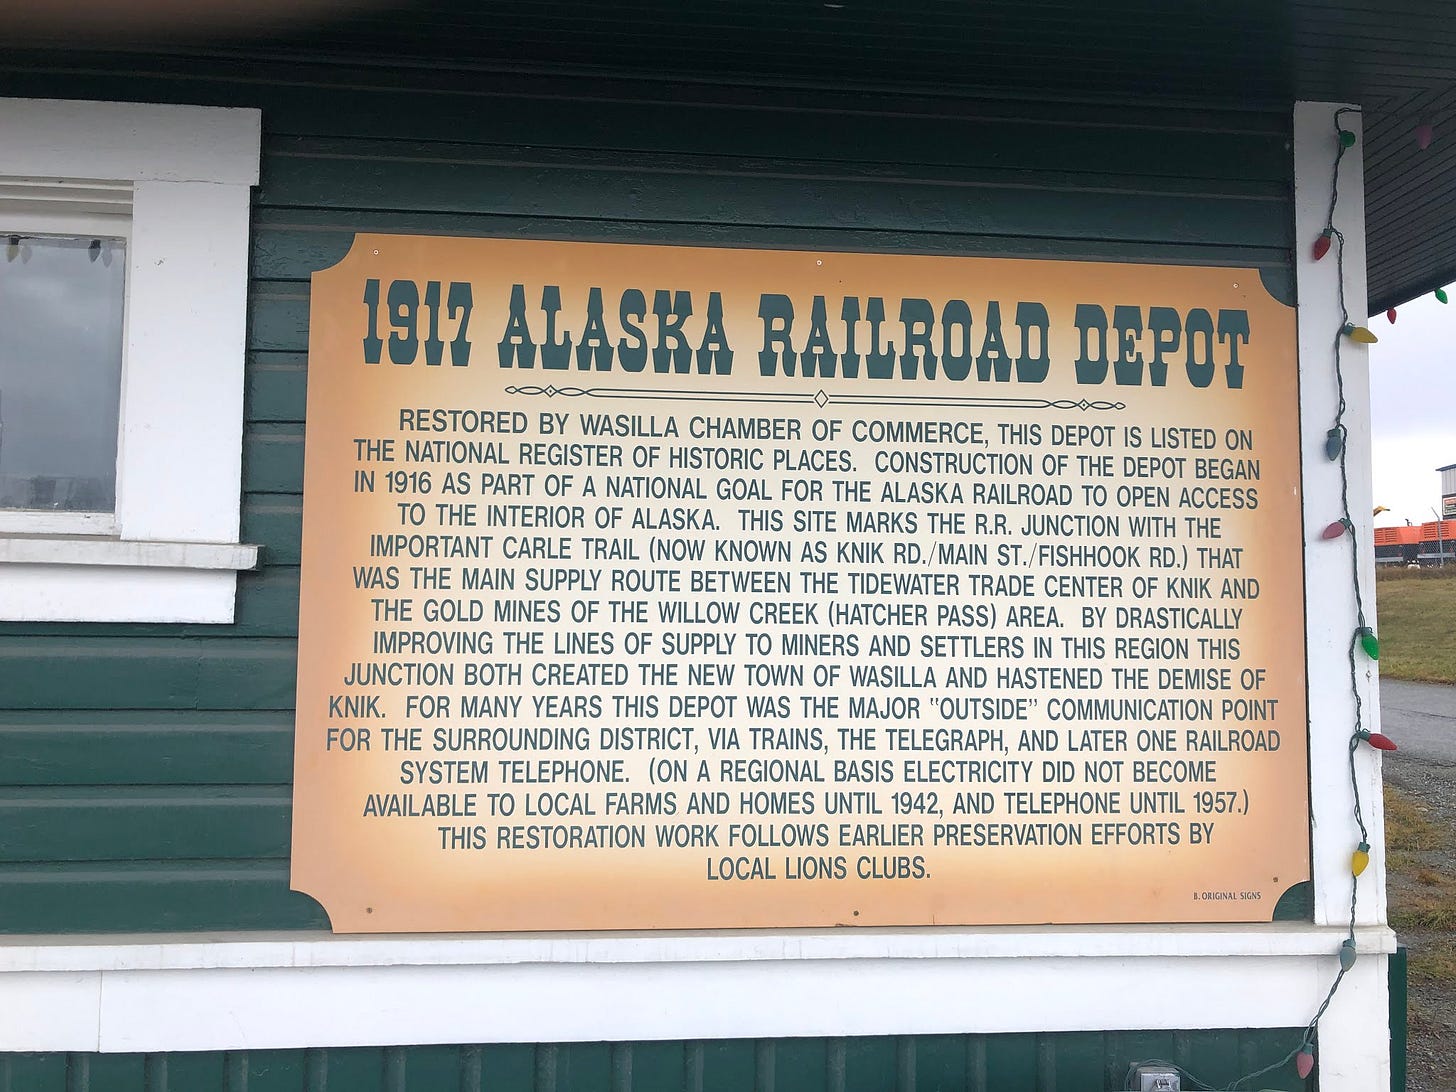 1917 ALASKA RAILROAD DEPOT
RESTORED BY WASILLA CHAMBER OF COMMERCE, THIS DEPOT IS LISTED ON
THE NATIONAL REGISTER OF HISTORIC PLACES. CONSTRUCTION OF THE DEPOT BEGAN
IN 1916 AS PART OF A NATIONAL GOAL FOR THE ALASKA RAILROAD TO OPEN ACCESS
TO THE INTERIOR OF ALASKA. THIS SITE MARKS THE R.R. JUNCTION WITH THE
IMPORTANT CARLE TRAIL (NOW KNOWN AS KNIK RD./MAIN ST./FISHHOOK RD.) THAT
WAS THE MAIN SUPPLY ROUTE BETWEEN THE TIDEWATER TRADE CENTER OF KNIK AND
THE GOLD MINES OF THE WILLOW CREEK (HATCHER PASS) AREA. BY DRASTICALLY
IMPROVING THE LINES OF SUPPLY TO MINERS AND SETTLERS IN THIS REGION THIS
JUNCTION BOTH CREATED THE NEW TOWN OF WASILLA AND HASTENED THE DEMISE OF
KNIK. FOR MANY YEARS THIS DEPOT WAS THE MAJOR "OUTSIDE" COMMUNICATION POINT
FOR THE SURROUNDING DISTRICT, VIA TRAINS, THE TELEGRAPH, AND LATER ONE RAILROAD
SYSTEM TELEPHONE. (ON A REGIONAL BASIS ELECTRICITY DID NOT BECOME
AVAILABLE TO LOCAL FARMS AND HOMES UNTIL 1942, AND TELEPHONE UNTIL 1957.)
THIS RESTORATION WORK FOLLOWS EARLIER PRESERVATION EFFORTS BY
LOCAL LIONS CLUBS.
B. ORIGINAL SIGNS